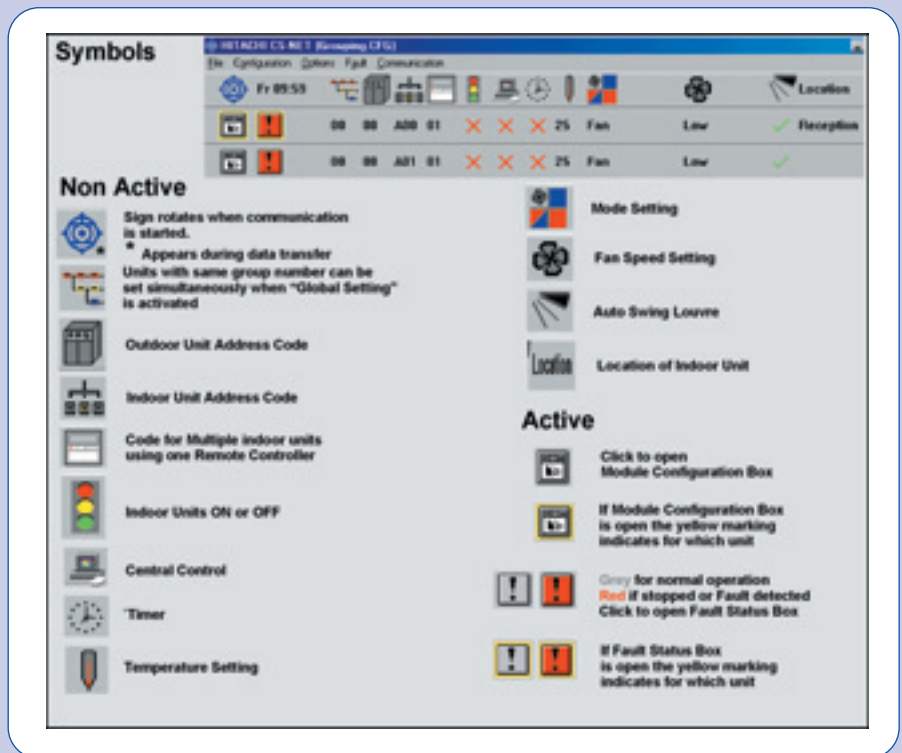 Symbols
HITACHI CS-NET (Grouping CFG)
File Configuration Options Fault Communication
Fr 09:58 Location
00 00 A00 01 25 Fan Low Reception
00 00 A01 01 25 Fan Low
Non Active
Sign rotates when communication
is started.
* Appears during data transfer
Units with same group number can be
set simultaneously when "Global Setting"
is activated
Outdoor Unit Address Code
Indoor Unit Address Code
Code for Multiple indoor units
using one Remote Controller
Indoor Units ON or OFF
Central Control
Timer
Temperature Setting
Mode Setting
Fan Speed Setting
Auto Swing Louvre
Location
Location of Indoor Unit
Active
Click to open
Module Configuration Box
If Module Configuration Box
is open the yellow marking
indicates for which unit
Grey for normal operation
Red if stopped or Fault detected
Click to open Fault Status Box
If Fault Status Box
is open the yellow marking
indicates for which unit